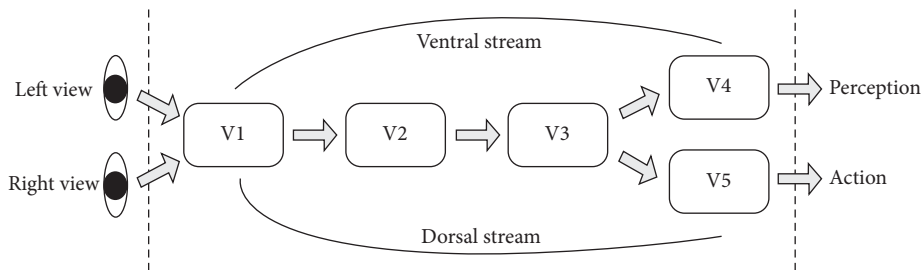 Ventral stream
Left view
V4
Perception
V1
V2
V3
Right view
V5
Action
Dorsal stream